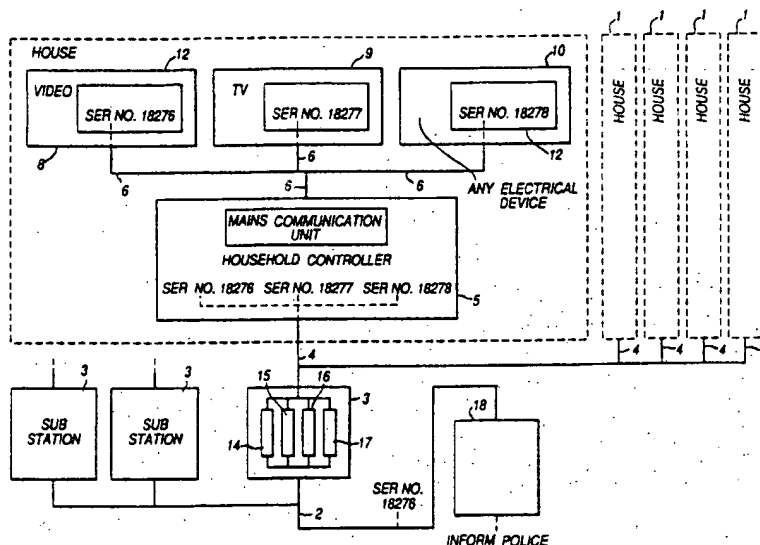 1 1 1 1
HOUSE
12
9
10
VIDEO
TV
SER NO. 18276
SER NO. 18277
SER NO. 18278
8
6
12
6
6
6
ANY ELECTRICAL
DEVICE
MAINS COMMUNICATION
UNIT
HOUSEHOLD CONTROLLER
SER NO. 18276 SER NO. 18277 SER NO. 18278
5
HOUSE
HOUSE
HOUSE
HOUSE
4
4 4 4
3
3
15
16
3
SUB
STATION
SUB
STATION
14
17
18
SER NO.
18276
2
INFORM POLICE